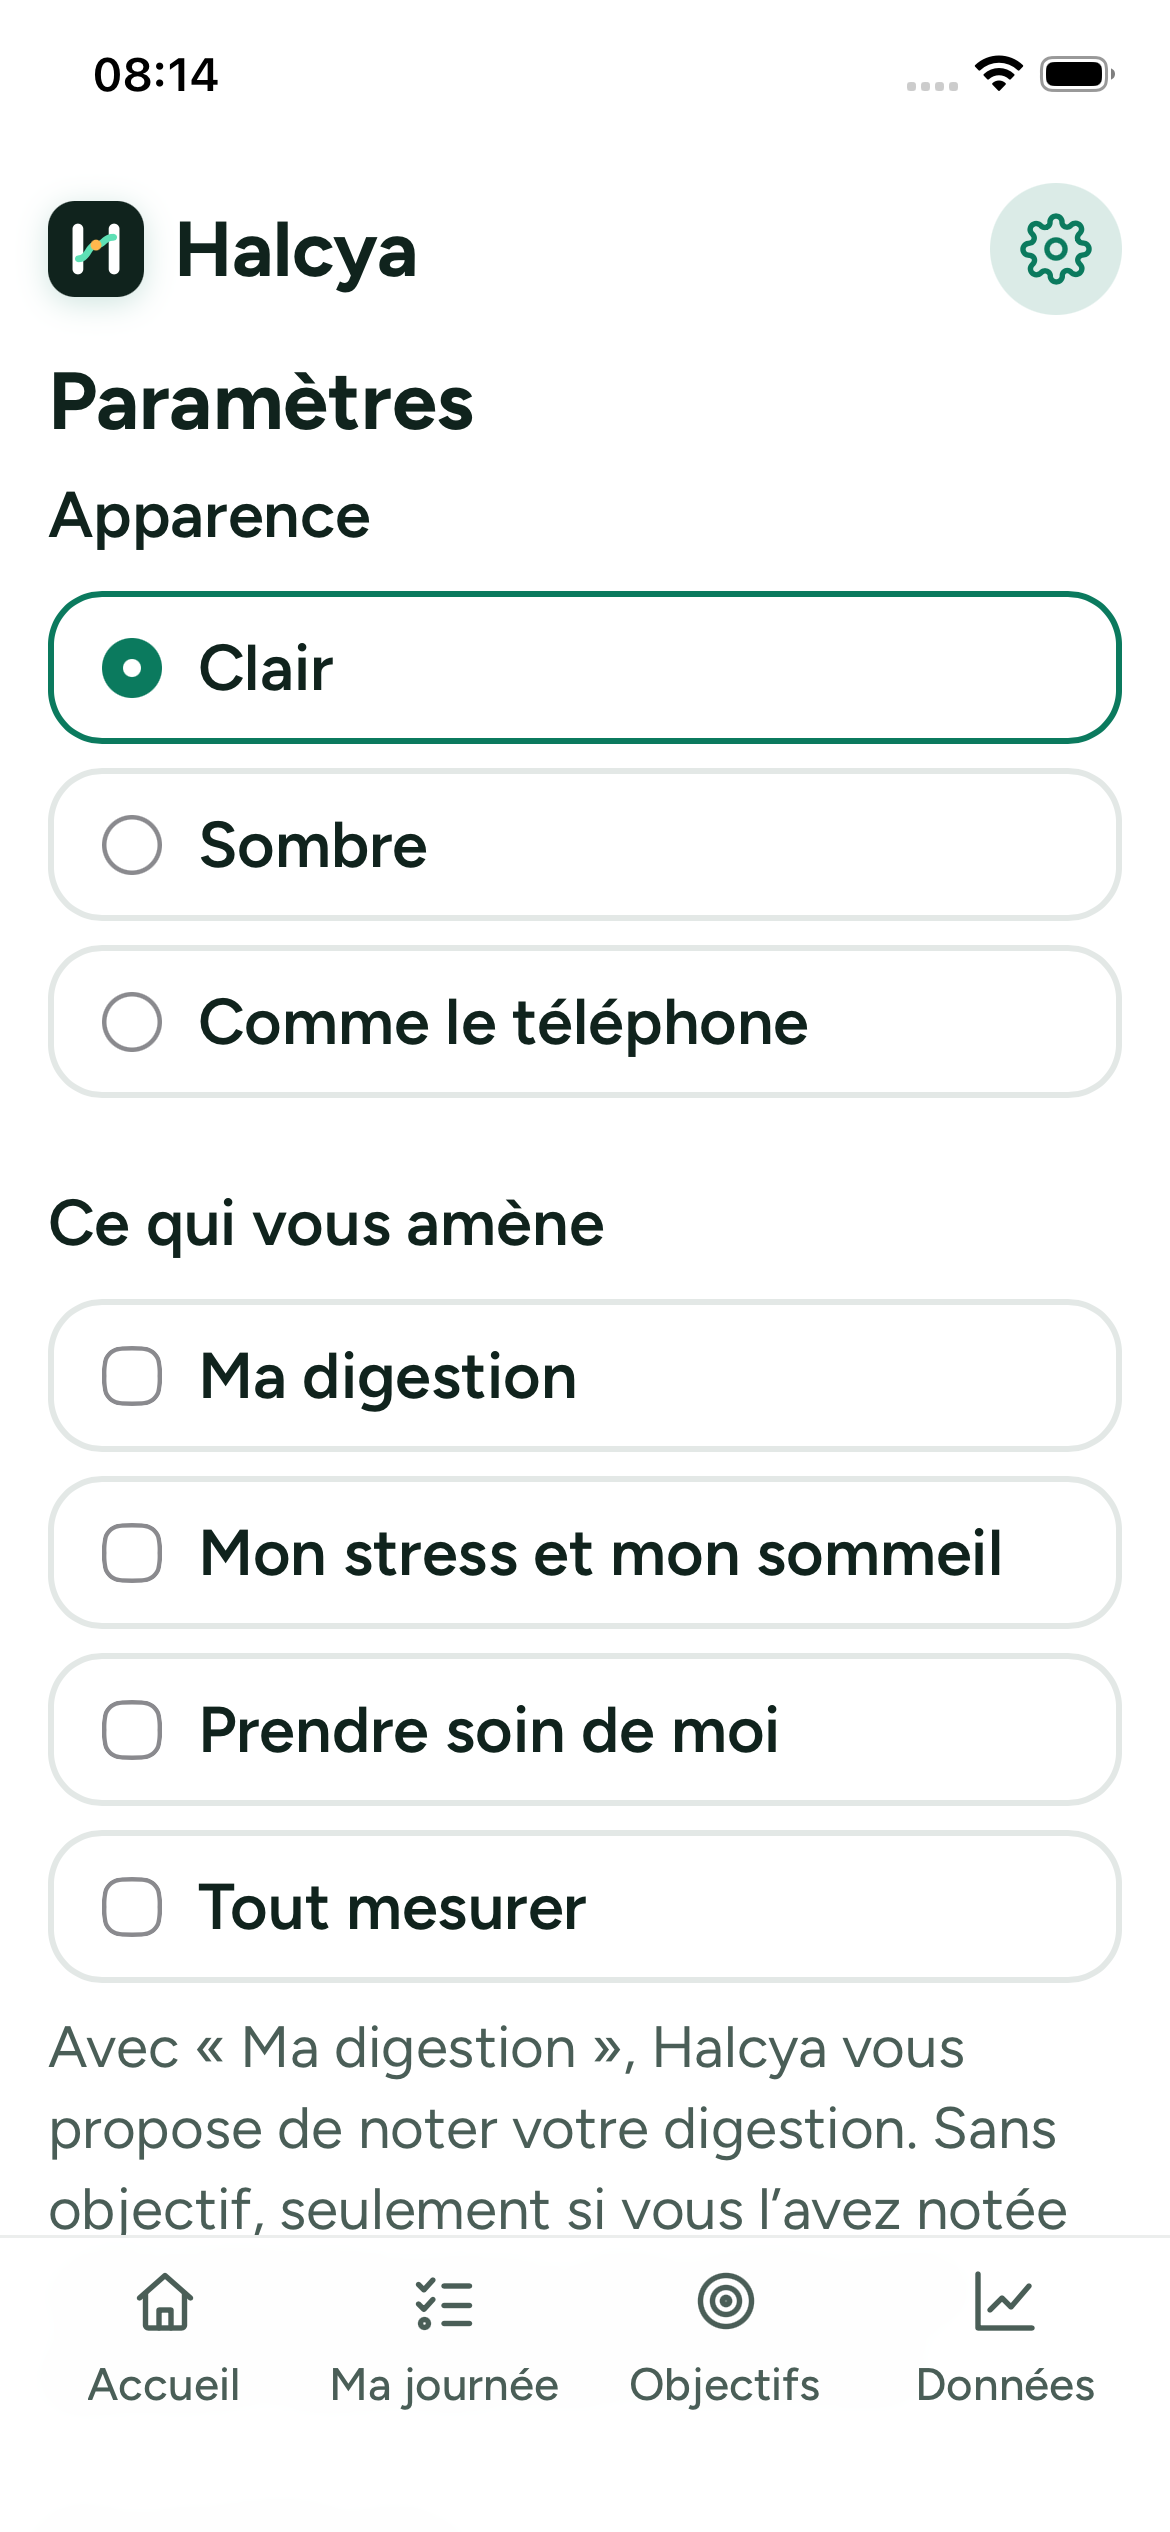 08:14
Halcya
Paramètres
Apparence
Clair
Sombre
Comme le téléphone
Ce qui vous amène
Ma digestion
Mon stress et mon sommeil
Prendre soin de moi
Tout mesurer
Avec « Ma digestion », Halcya vous
propose de noter votre digestion. Sans
objectif, seulement si vous l’avez notée
Accueil
Ma journée
Objectifs
Données